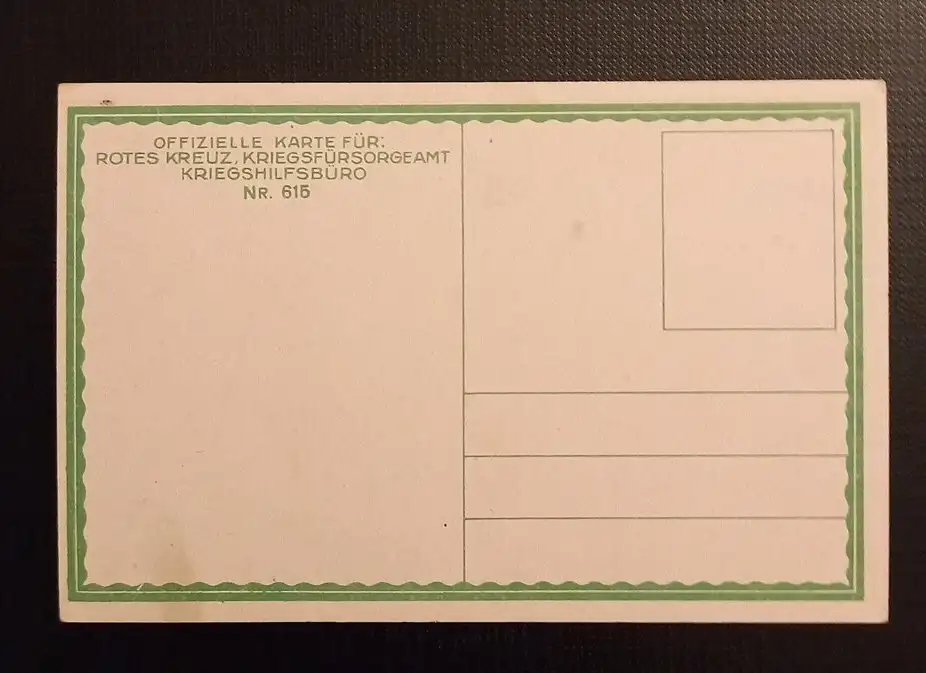 OFFIZIELLE KARTE FÜR:
ROTES KREUZ, KRIEGSFÜRSORGEAMT
KRIEGSHILFSBÜRO
NR. 615